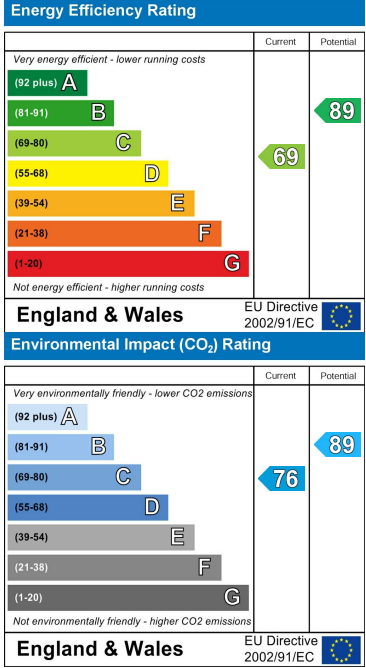 Energy Efficiency Rating
Current Potential
Very energy efficient - lower running costs
(92 plus) A
(81-91) B
89
(69-80) C
69
(55-68) D
(39-54) E
(21-38) F
(1-20) G
Not energy efficient - higher running costs
England & Wales
EU Directive
2002/91/EC
Environmental Impact (CO₂) Rating
Current Potential
Very environmentally friendly - lower CO2 emissions
(92 plus) A
(81-91) B
89
(69-80) C
76
(55-68) D
(39-54) E
(21-38) F
(1-20) G
Not environmentally friendly - higher CO2 emissions
England & Wales
EU Directive
2002/91/EC